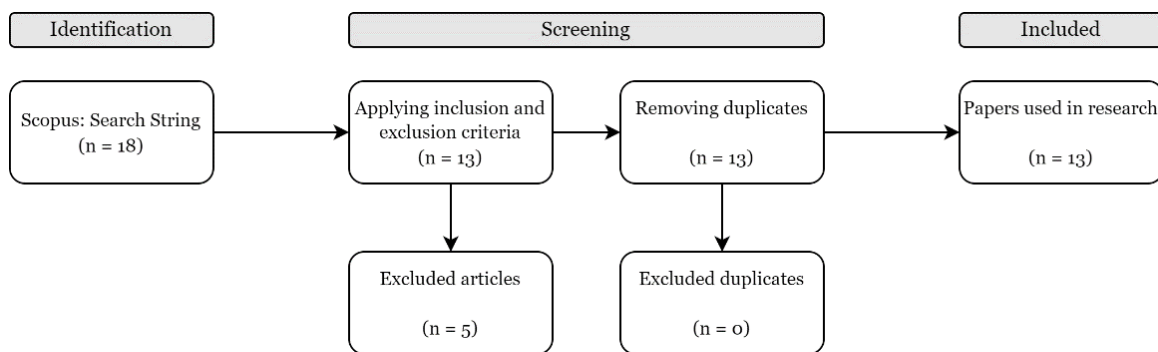 Identification
Screening
Included
Scopus: Search String
(n = 18)
Applying inclusion and
exclusion criteria
(n = 13)
Removing duplicates
(n = 13)
Papers used in research
(n = 13)
Excluded articles
(n = 5)
Excluded duplicates
(n = 0)